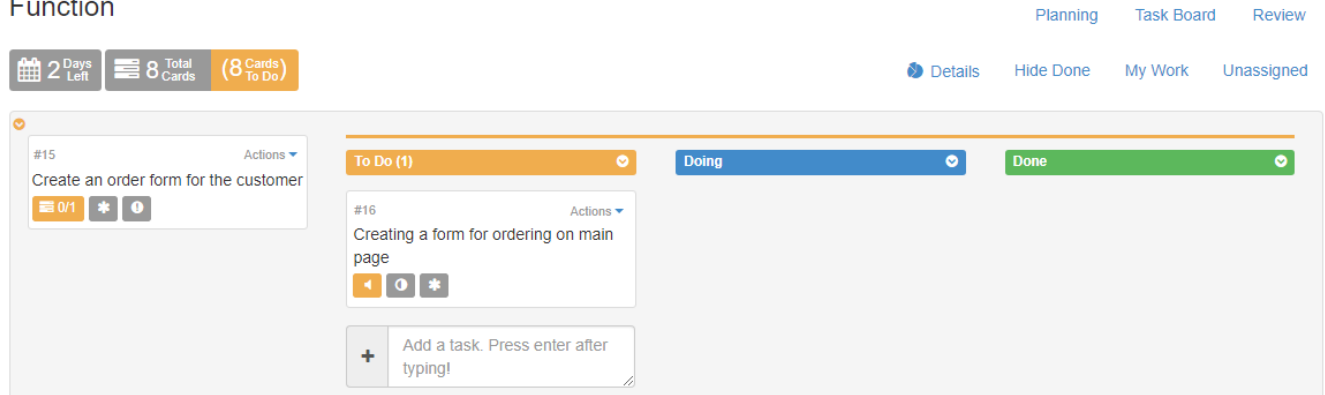 Function
Planning Task Board Review
2 Days Left 8 Total Cards (8 Cards To Do)
Details Hide Done My Work Unassigned
#15 Actions
Create an order form for the customer
0/1
To Do (1) Doing Done
#16 Actions
Creating a form for ordering on main
page
Add a task. Press enter after
typing!